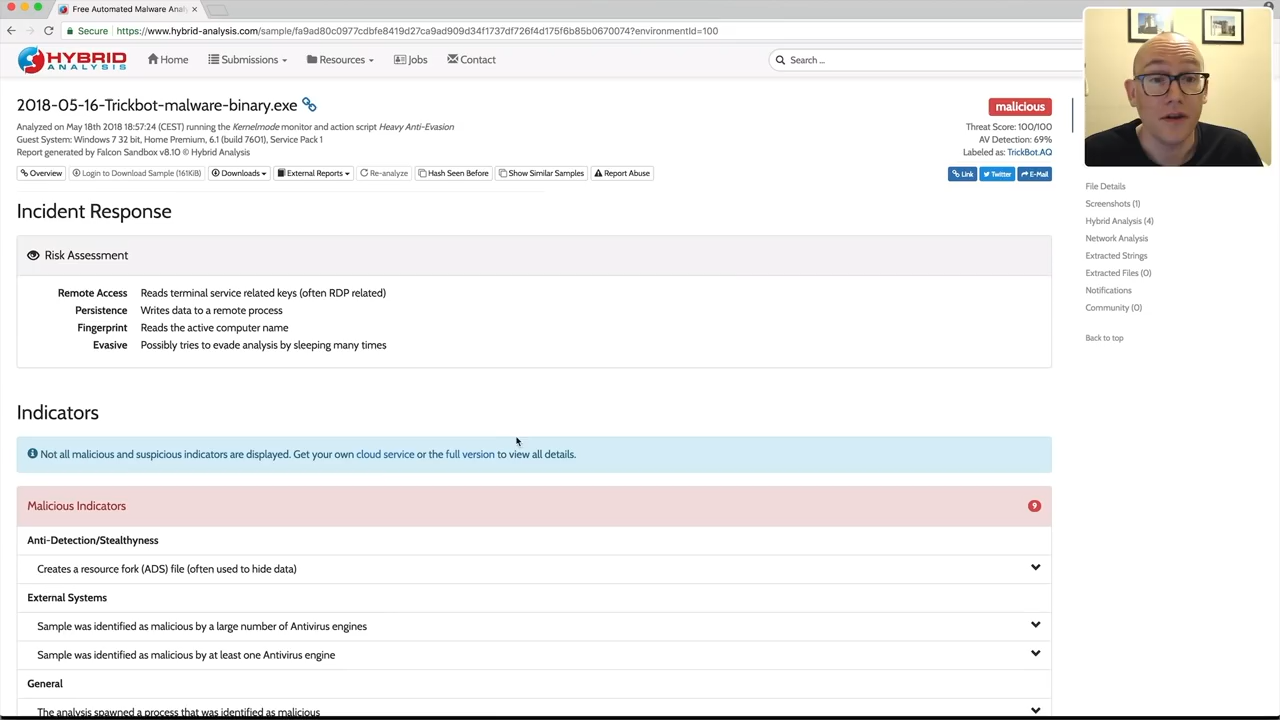 Free Automated Malware Anal
Secure
https://www.hybrid-analysis.com/sample/fa9ad80c0977cdbfe8419d27ca9ad909d34f1737df726f4d175f6b85b0670074?environmentId=100
HYBRID
ANALYSIS
Home
Submissions
Resources
Jobs
Contact
Search ...
2018-05-16-Trickbot-malware-binary.exe
malicious
Analyzed on May 18th 2018 18:57:24 (CEST) running the Kernelmode monitor and action script Heavy Anti-Evasion
Guest System: Windows 7 32 bit, Home Premium, 6.1 (build 7601), Service Pack 1
Report generated by Falcon Sandbox v8.10 © Hybrid Analysis
Threat Score: 100/100
AV Detection: 69%
Labeled as: TrickBot.AQ
Overview
Login to Download Sample (161KiB)
Downloads
External Reports
Re-analyze
Hash Seen Before
Show Similar Samples
Report Abuse
Link
Twitter
E-Mail
Incident Response
Risk Assessment
Remote Access Reads terminal service related keys (often RDP related)
Persistence Writes data to a remote process
Fingerprint Reads the active computer name
Evasive Possibly tries to evade analysis by sleeping many times
Indicators
Not all malicious and suspicious indicators are displayed. Get your own cloud service or the full version to view all details.
Malicious Indicators 9
Anti-Detection/Stealthyness
Creates a resource fork (ADS) file (often used to hide data)
External Systems
Sample was identified as malicious by a large number of Antivirus engines
Sample was identified as malicious by at least one Antivirus engine
General
The analysis spawned a process that was identified as malicious
File Details
Screenshots (1)
Hybrid Analysis (4)
Network Analysis
Extracted Strings
Extracted Files (0)
Notifications
Community (0)
Back to top